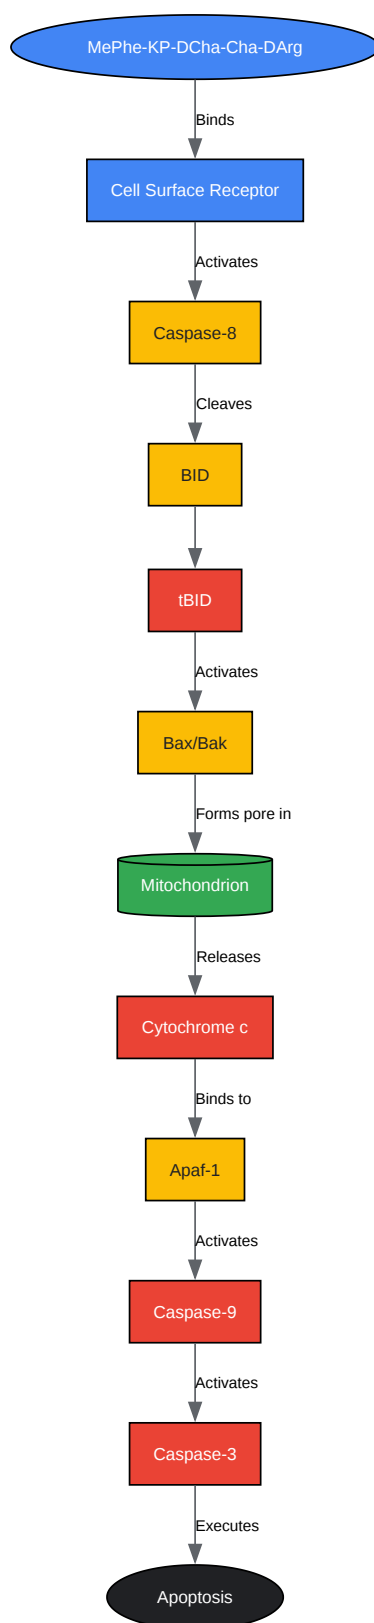 MePhe-KP-DCha-Cha-DArg
Binds
Cell Surface Receptor
Activates
Caspase-8
Cleaves
BID
tBID
Activates
Bax/Bak
Forms pore in
Mitochondrion
Releases
Cytochrome c
Binds to
Apaf-1
Activates
Caspase-9
Activates
Caspase-3
Executes
Apoptosis